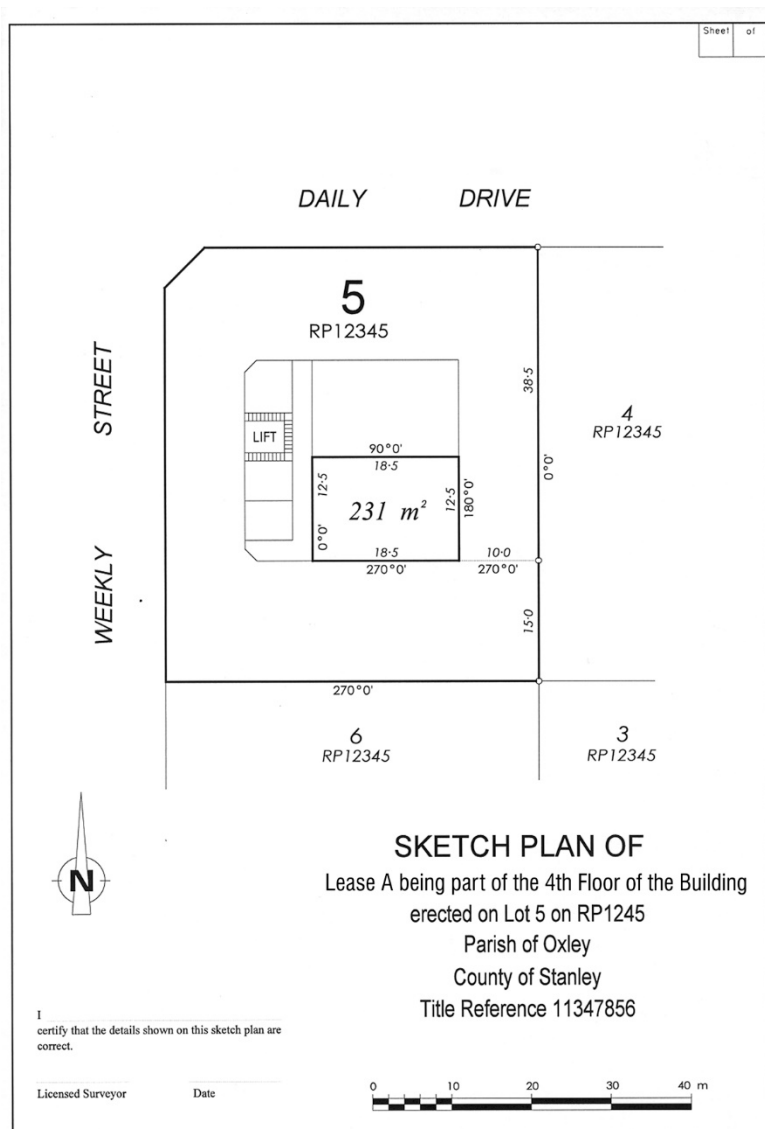 Sheet of
DAILY DRIVE
5
RP12345
WEEKLY STREET
LIFT
38·5
4
RP12345
0°0'
90°0'
18·5
12·5
0°0'
231 m²
12·5
180°0'
18·5
270°0'
10·0
270°0'
15·0
270°0'
6
RP12345
3
RP12345
N
SKETCH PLAN OF
Lease A being part of the 4th Floor of the Building
erected on Lot 5 on RP1245
Parish of Oxley
County of Stanley
Title Reference 11347856
I
certify that the details shown on this sketch plan are
correct.
Licensed Surveyor Date
0 10 20 30 40 m